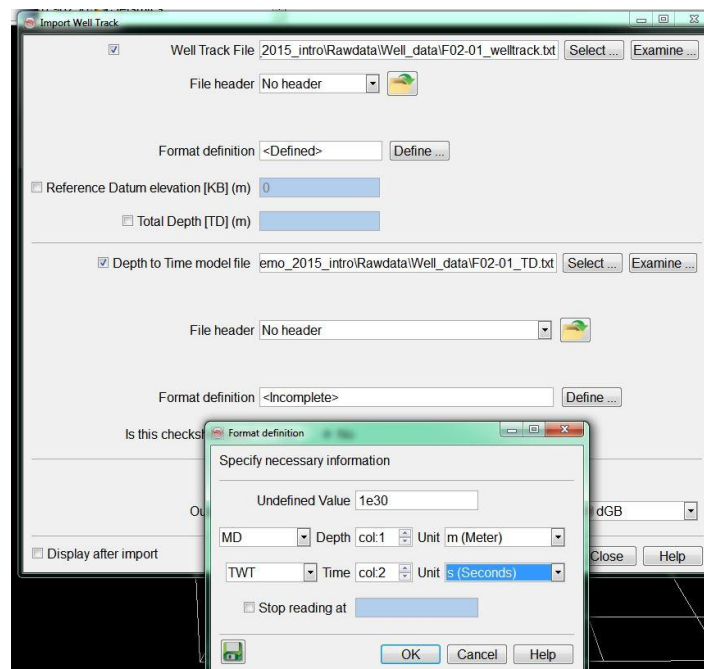 Import Well Track
Well Track File _2015_intro\Rawdata\Well_data\F02-01_welltrack.txt Select ... Examine ...
File header No header
Format definition <Defined> Define ...
Reference Datum elevation [KB] (m) 0
Total Depth [TD] (m)
Depth to Time model file emo_2015_intro\Rawdata\Well_data\F02-01_TD.txt Select ... Examine ...
File header No header
Format definition <Incomplete> Define ...
Is this checksh
Format definition
Specify necessary information
Undefined Value 1e30
Ou
dGB
MD Depth col:1 Unit m (Meter)
Display after import
Close Help
TWT Time col:2 Unit s (Seconds)
Stop reading at
OK Cancel Help